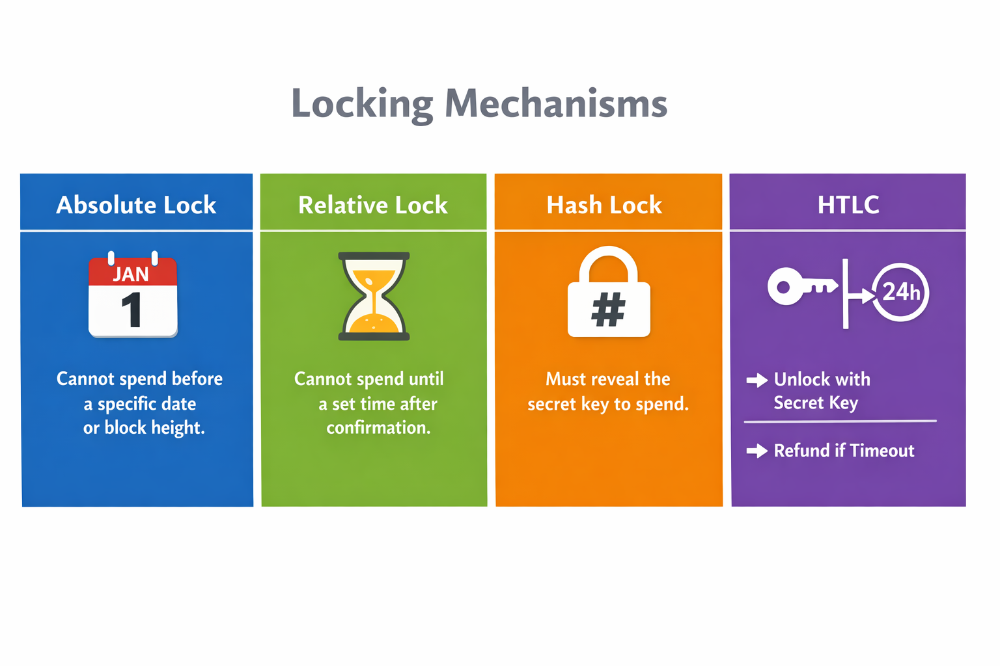 Locking Mechanisms
Absolute Lock
JAN
1
Cannot spend before
a specific date
or block height.
Relative Lock
Cannot spend until
a set time after
confirmation.
Hash Lock
#
Must reveal the
secret key to spend.
HTLC
24h
Unlock with
Secret Key
Refund if Timeout